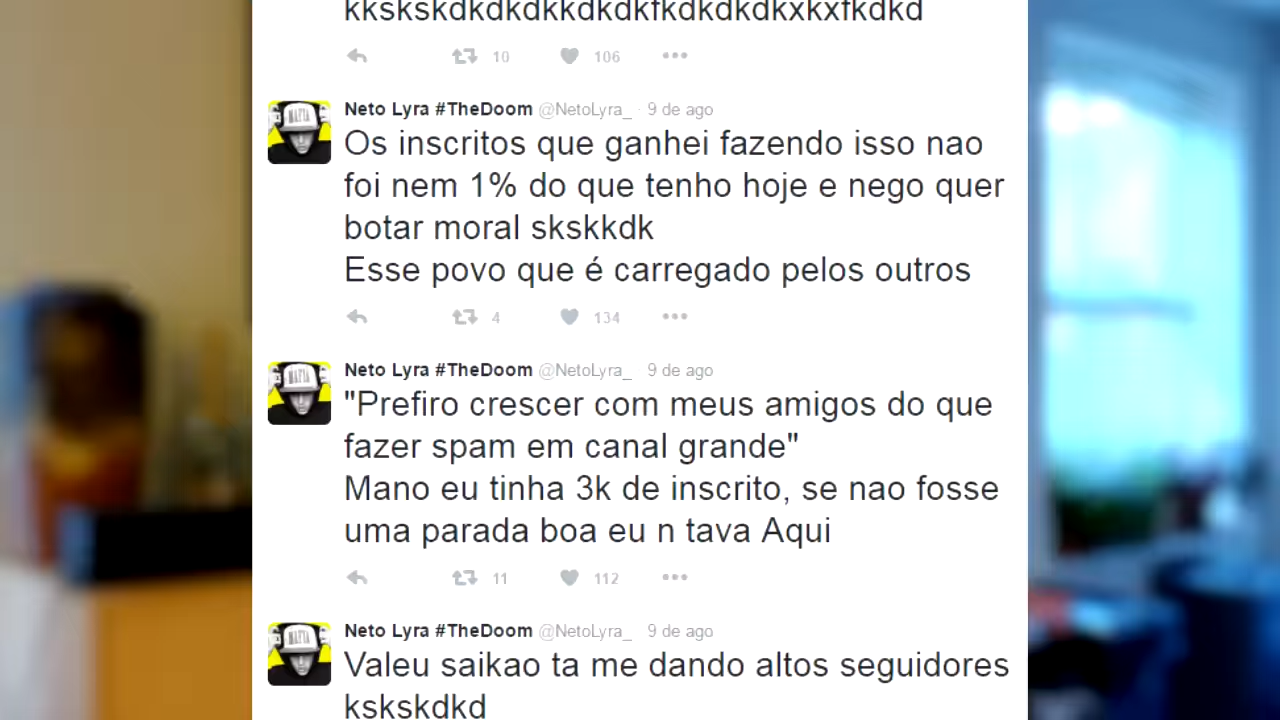 kkskskdkdkdkkdkdkfkdkdkdkxkxfkdkd
10 106
Neto Lyra #TheDoom @NetoLyra_ · 9 de ago
Os inscritos que ganhei fazendo isso nao
foi nem 1% do que tenho hoje e nego quer
botar moral skskkdk
Esse povo que é carregado pelos outros
4 134
Neto Lyra #TheDoom @NetoLyra_ 9 de ago
"Prefiro crescer com meus amigos do que
fazer spam em canal grande"
Mano eu tinha 3k de inscrito, se nao fosse
uma parada boa eu n tava Aqui
11 112
Neto Lyra #TheDoom @NetoLyra_ 9 de ago
Valeu saikao ta me dando altos seguidores
ksksdkd